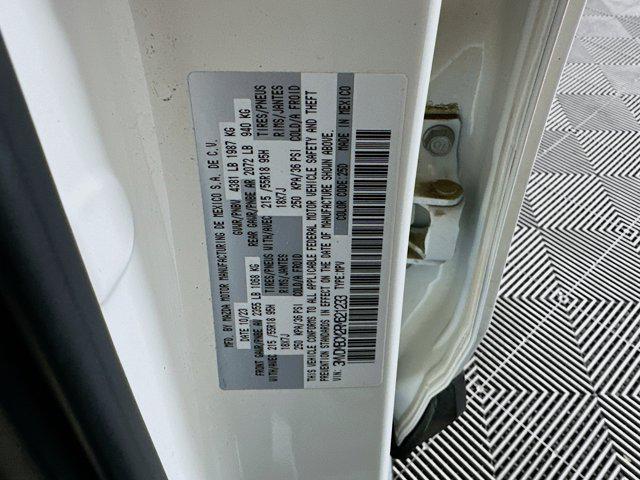 MFD. BY MAZDA MOTOR MANUFACTURING DE MEXICO S.A. DE C.V.
DATE 10/23 GVWR/PNBV 4381 LB 1987 KG
FRONT GAWR/PNBE AV 2355 LB 1068 KG REAR GAWR/PNBE AR 2072 LB 940 KG
WITH/AVEC TIRES/PNEUS WITH/AVEC TIRES/PNEUS
215/55R18 95H RIMS/JANTES 215/55R18 95H RIMS/JANTES
18X7J COLD/A FROID 18X7J COLD/A FROID
250 KPA/36 PSI 250 KPA/36 PSI
THIS VEHICLE CONFORMS TO ALL APPLICABLE FEDERAL MOTOR VEHICLE SAFETY AND THEFT
PREVENTION STANDARDS IN EFFECT ON THE DATE OF MANUFACTURE SHOWN ABOVE.
VIN: TYPE: MPV COLOR CODE: 25D MADE IN MEXICO